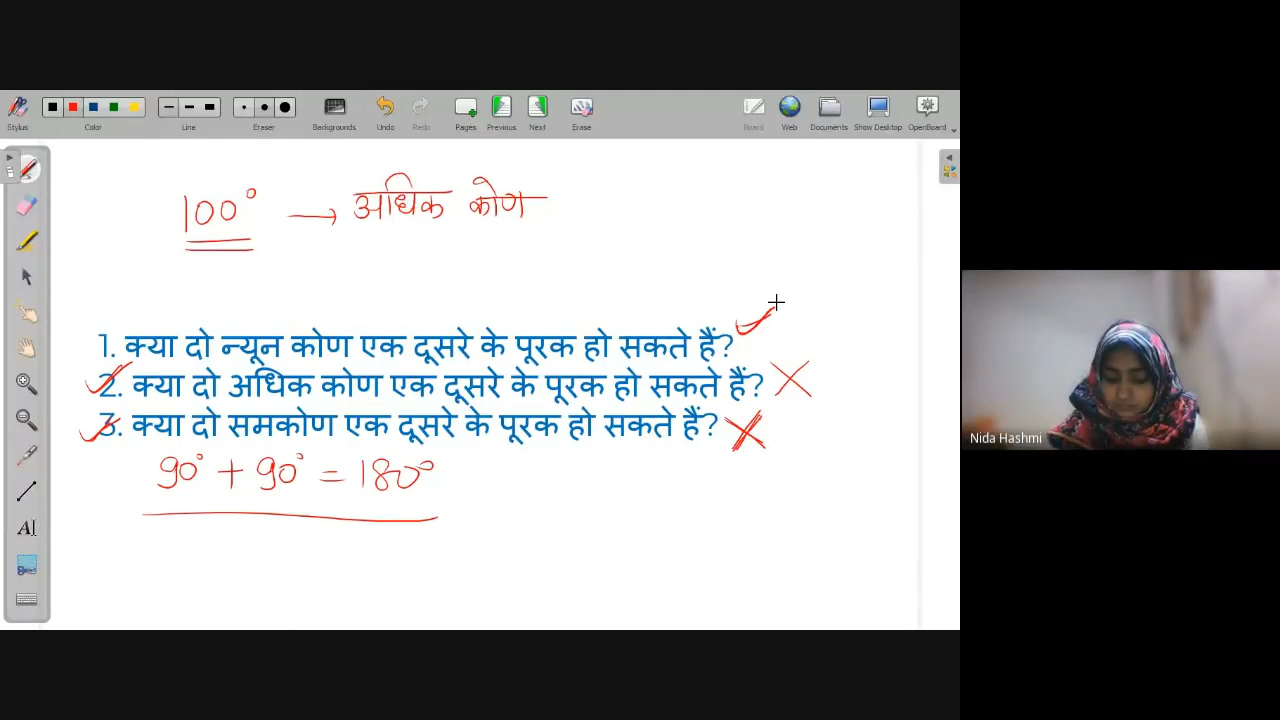 Stylus Color Line Eraser Backgrounds Undo Redo Pages Previous Next Erase Board Web Documents Show Desktop OpenBoard
100° → अधिक कोण
1. क्या दो न्यून कोण एक दूसरे के पूरक हो सकते हैं?
2. क्या दो अधिक कोण एक दूसरे के पूरक हो सकते हैं?
3. क्या दो समकोण एक दूसरे के पूरक हो सकते हैं?
90° + 90° = 180°
Nida Hashmi